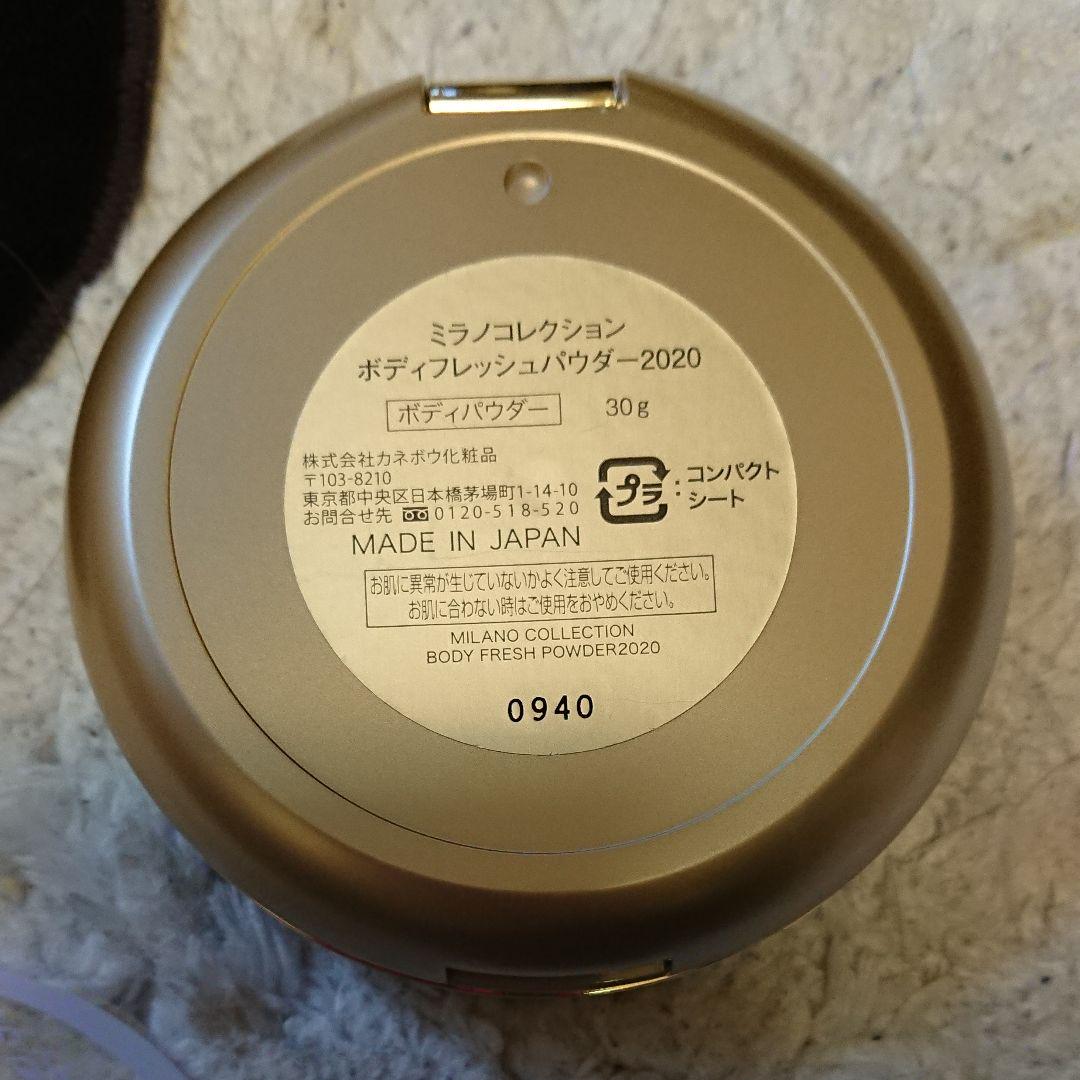 ミラノコレクション
ボディフレッシュパウダー2020
ボディパウダー 30g
株式会社カネボウ化粧品
〒103-8210
東京都中央区日本橋茅場町1-14-10
お問合せ先 0120-518-520
プラ : コンパクト
シート
MADE IN JAPAN
お肌に異常が生じていないかよく注意してご使用ください。
お肌に合わない時はご使用をおやめください。
MILANO COLLECTION
BODY FRESH POWDER2020
0940